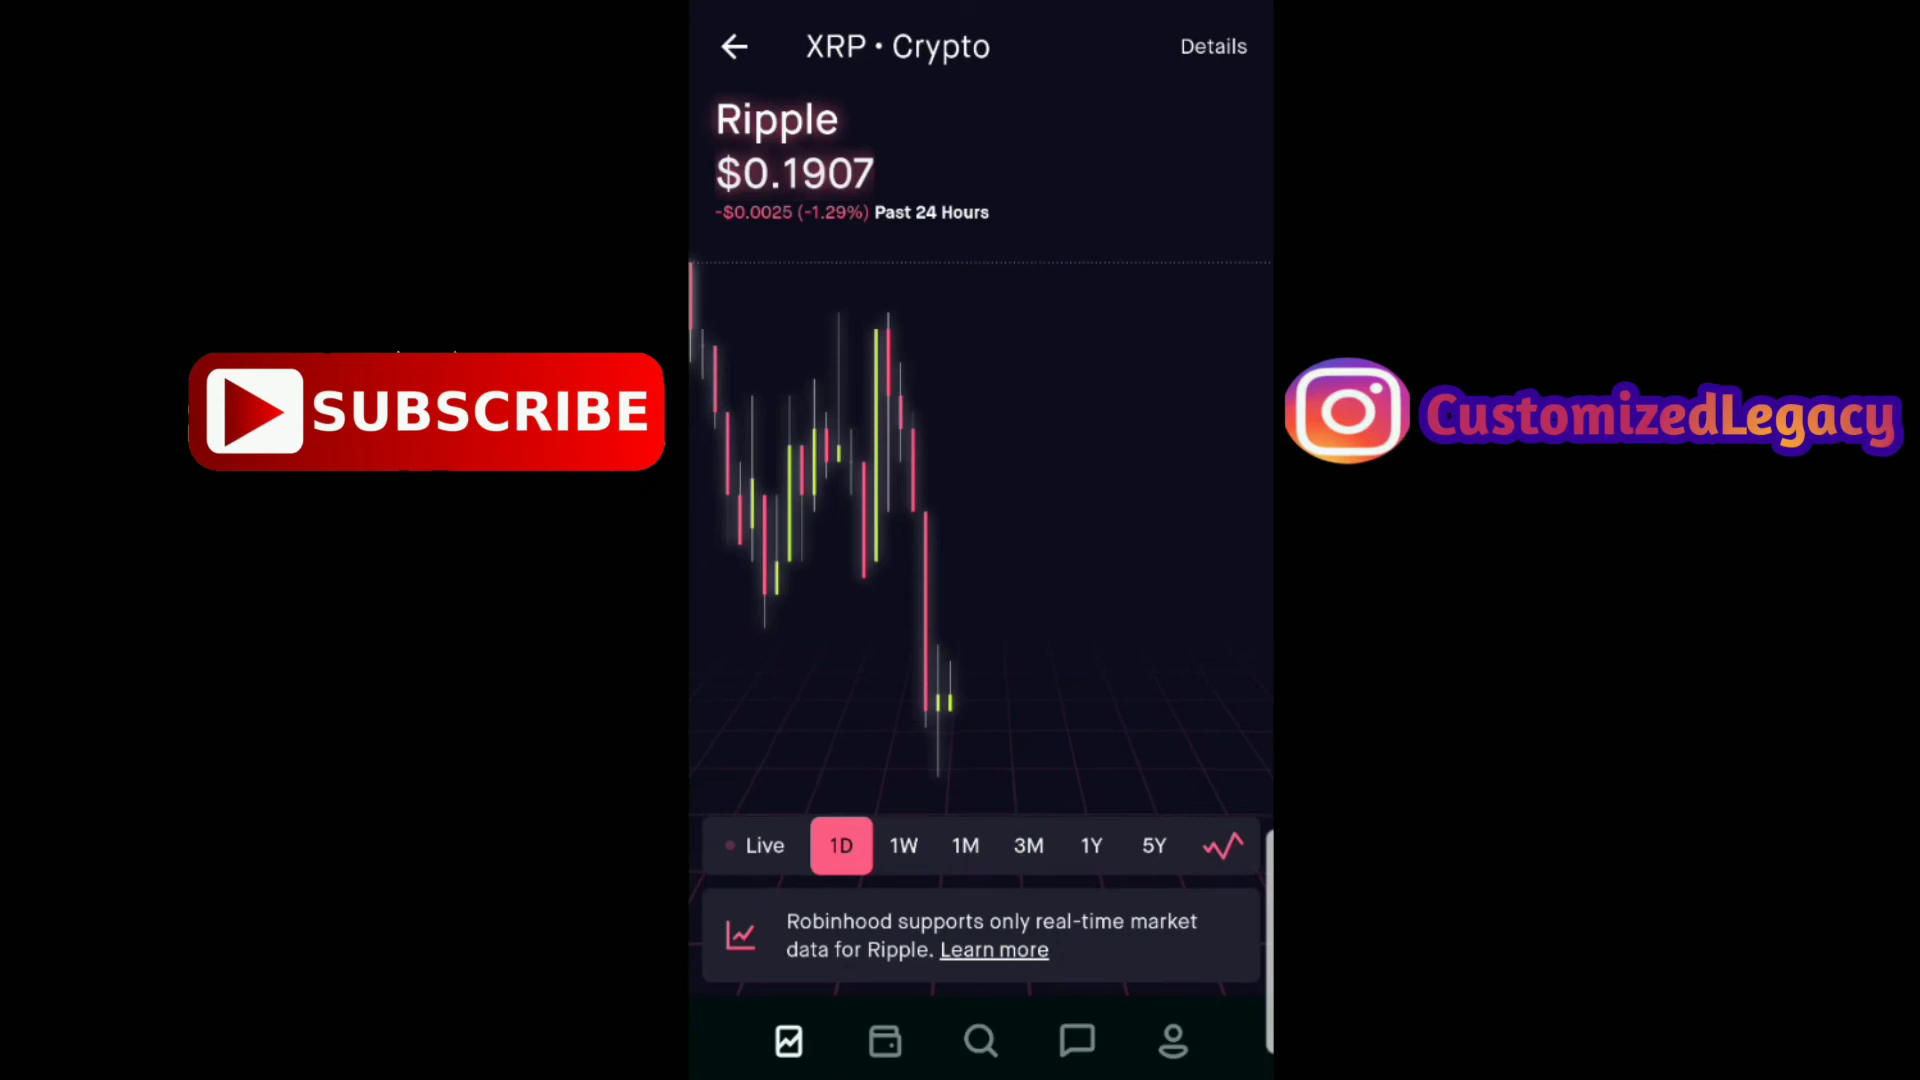 XRP • Crypto
Details
Ripple
$0.1907
-$0.0025 (-1.29%) Past 24 Hours
SUBSCRIBE
CustomizedLegacy
Live 1D 1W 1M 3M 1Y 5Y
Robinhood supports only real-time market
data for Ripple. Learn more